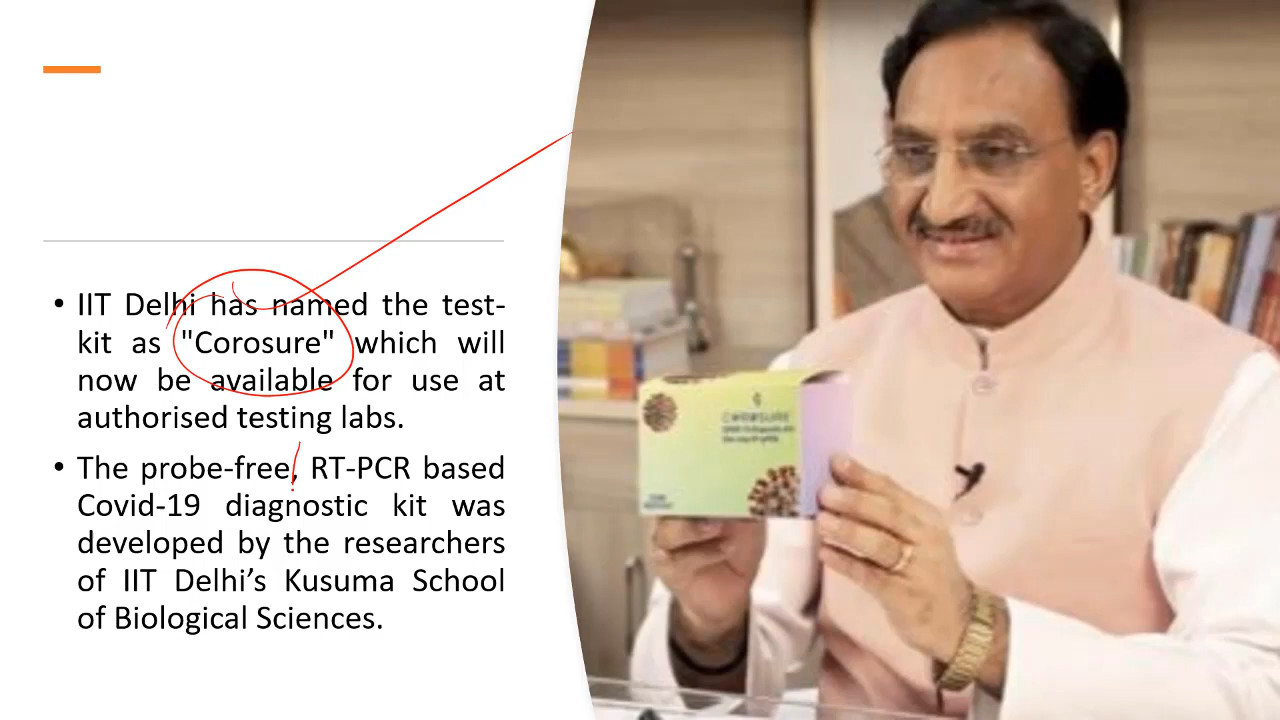 • IIT Delhi has named the test-
kit as "Corosure" which will
now be available for use at
authorised testing labs.
• The probe-free, RT-PCR based
Covid-19 diagnostic kit was
developed by the researchers
of IIT Delhi’s Kusuma School
of Biological Sciences.
COROSURE